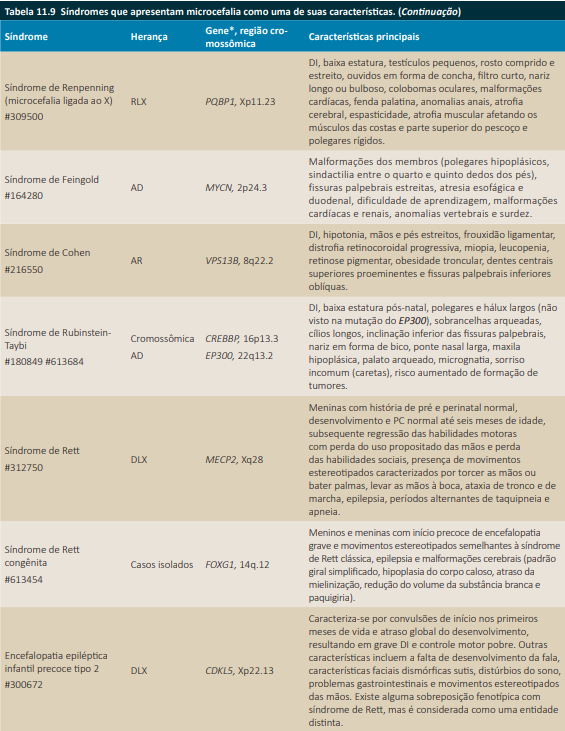 Tabela 11.9 Síndromes que apresentam microcefalia como uma de suas características. (Continuação)
Síndrome Herança Gene*, região cro-
mossômica Características principais
Síndrome de Renpenning
(microcefalia ligada ao X)
#309500
RLX
PQBP1, Xp11.23
DI, baixa estatura, testículos pequenos, rosto comprido e
estreito, ouvidos em forma de concha, filtro curto, nariz
longo ou bulboso, colobomas oculares, malformações
cardíacas, fenda palatina, anomalias anais, atrofia
cerebral, espasticidade, atrofia muscular afetando os
músculos das costas e parte superior do pescoço e
polegares rígidos.
Síndrome de Feingold
#164280
AD
MYCN, 2p24.3
Malformações dos membros (polegares hipoplásicos,
sindactilia entre o quarto e quinto dedos dos pés),
fissuras palpebrais estreitas, atresia esofágica e
duodenal, dificuldade de aprendizagem, malformações
cardíacas e renais, anomalias vertebrais e surdez.
Síndrome de Cohen
#216550
AR
VPS13B, 8q22.2
DI, hipotonia, mãos e pés estreitos, frouxidão ligamentar,
distrofia retinocoroidal progressiva, miopia, leucopenia,
retinose pigmentar, obesidade troncular, dentes centrais
superiores proeminentes e fissuras palpebrais inferiores
oblíquas.
Síndrome de Rubinstein-
Taybi
#180849 #613684
Cromossômica
AD
CREBBP, 16p13.3
EP300, 22q13.2
DI, baixa estatura pós-natal, polegares e hálux largos (não
visto na mutação do EP300), sobrancelhas arqueadas,
cílios longos, inclinação inferior das fissuras palpebrais,
nariz em forma de bico, ponte nasal larga, maxila
hipoplásica, palato arqueado, micrognatia, sorriso
incomum (caretas), risco aumentado de formação de
tumores.
Síndrome de Rett
#312750
DLX
MECP2, Xq28
Meninas com história de pré e perinatal normal,
desenvolvimento e PC normal até seis meses de idade,
subsequente regressão das habilidades motoras
com perda do uso propositado das mãos e perda
das habilidades sociais, presença de movimentos
estereotipados caracterizados por torcer as mãos ou
bater palmas, levar as mãos à boca, ataxia de tronco e de
marcha, epilepsia, períodos alternantes de taquipneia e
apneia.
Síndrome de Rett
congênita
#613454
Casos isolados
FOXG1, 14q.12
Meninos e meninas com início precoce de encefalopatia
grave e movimentos estereotipados semelhantes à síndrome
de Rett clássica, epilepsia e malformações cerebrais (padrão
giral simplificado, hipoplasia do corpo caloso, atraso da
mielinização, redução do volume da substância branca e
paquigiria).
Encefalopatia epiléptica
infantil precoce tipo 2
#300672
DLX
CDKL5, Xp22.13
Caracteriza-se por convulsões de início nos primeiros
meses de vida e atraso global do desenvolvimento,
resultando em grave DI e controle motor pobre. Outras
características incluem a falta de desenvolvimento da fala,
características faciais dismórficas sutis, distúrbios do sono,
problemas gastrointestinais e movimentos estereotipados
das mãos. Existe alguma sobreposição fenotípica com
síndrome de Rett, mas é considerada como uma entidade
distinta.